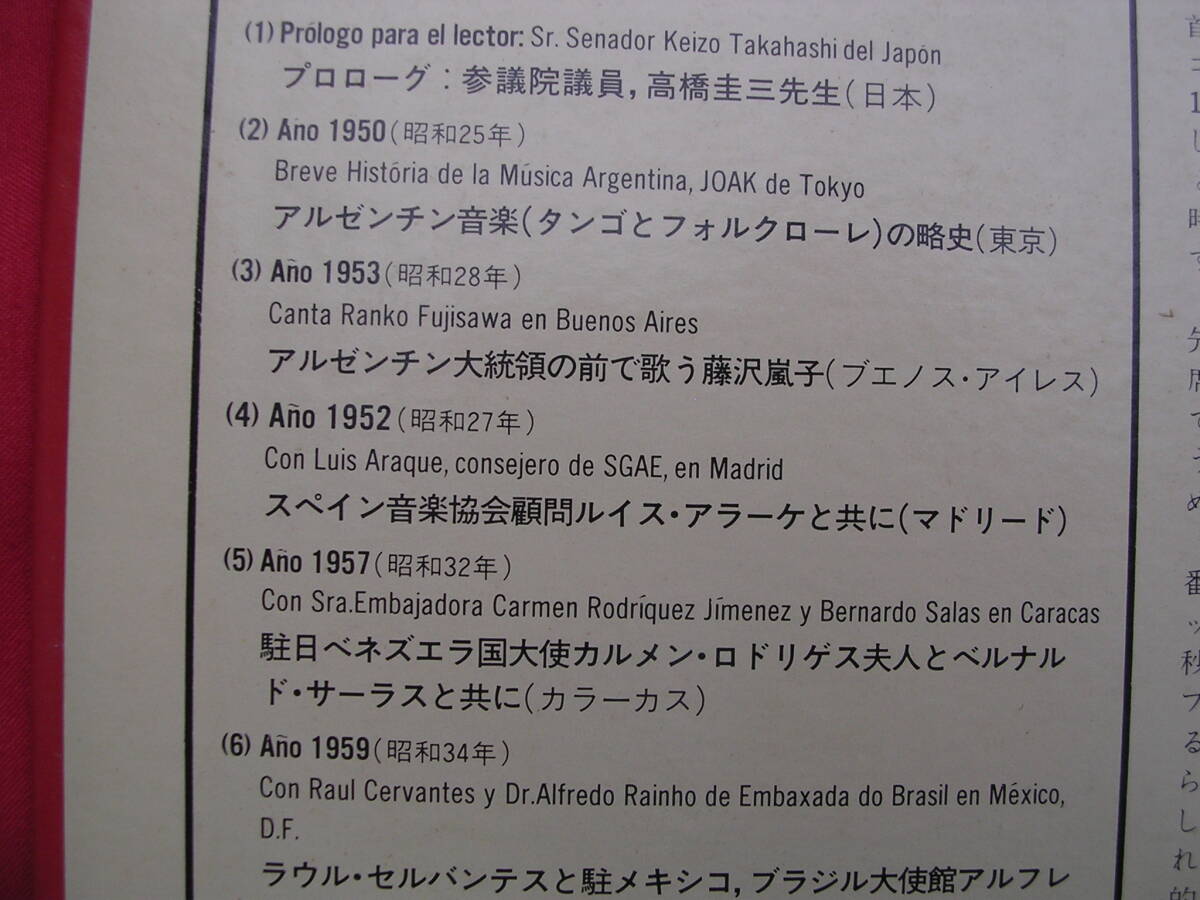 (1) Prólogo para el lector: Sr. Senador Keizo Takahashi del Japón
プロローグ：参議院議員，高橋圭三先生(日本)
(2) Año 1950(昭和25年)
Breve História de la Música Argentina, JOAK de Tokyo
アルゼンチン音楽(タンゴとフォルクローレ)の略史(東京)
(3) Año 1953(昭和28年)
Canta Ranko Fujisawa en Buenos Aires
アルゼンチン大統領の前で歌う藤沢嵐子(ブエノス・アイレス)
(4) Año 1952(昭和27年)
Con Luis Araque, consejero de SGAE, en Madrid
スペイン音楽協会顧問ルイス・アラーケと共に(マドリード)
(5) Año 1957(昭和32年)
Con Sra.Embajadora Carmen Rodríquez Jímenez y Bernardo Salas en Caracas
駐日ベネズエラ国大使カルメン・ロドリゲス夫人とベルナル
ド・サーラスと共に(カラーカス)
(6) Año 1959(昭和34年)
Con Raul Cervantes y Dr.Alfredo Rainho de Embaxada do Brasil en México,
D.F.
ラウル・セルバンテスと駐メキシコ，ブラジル大使館アルフレ